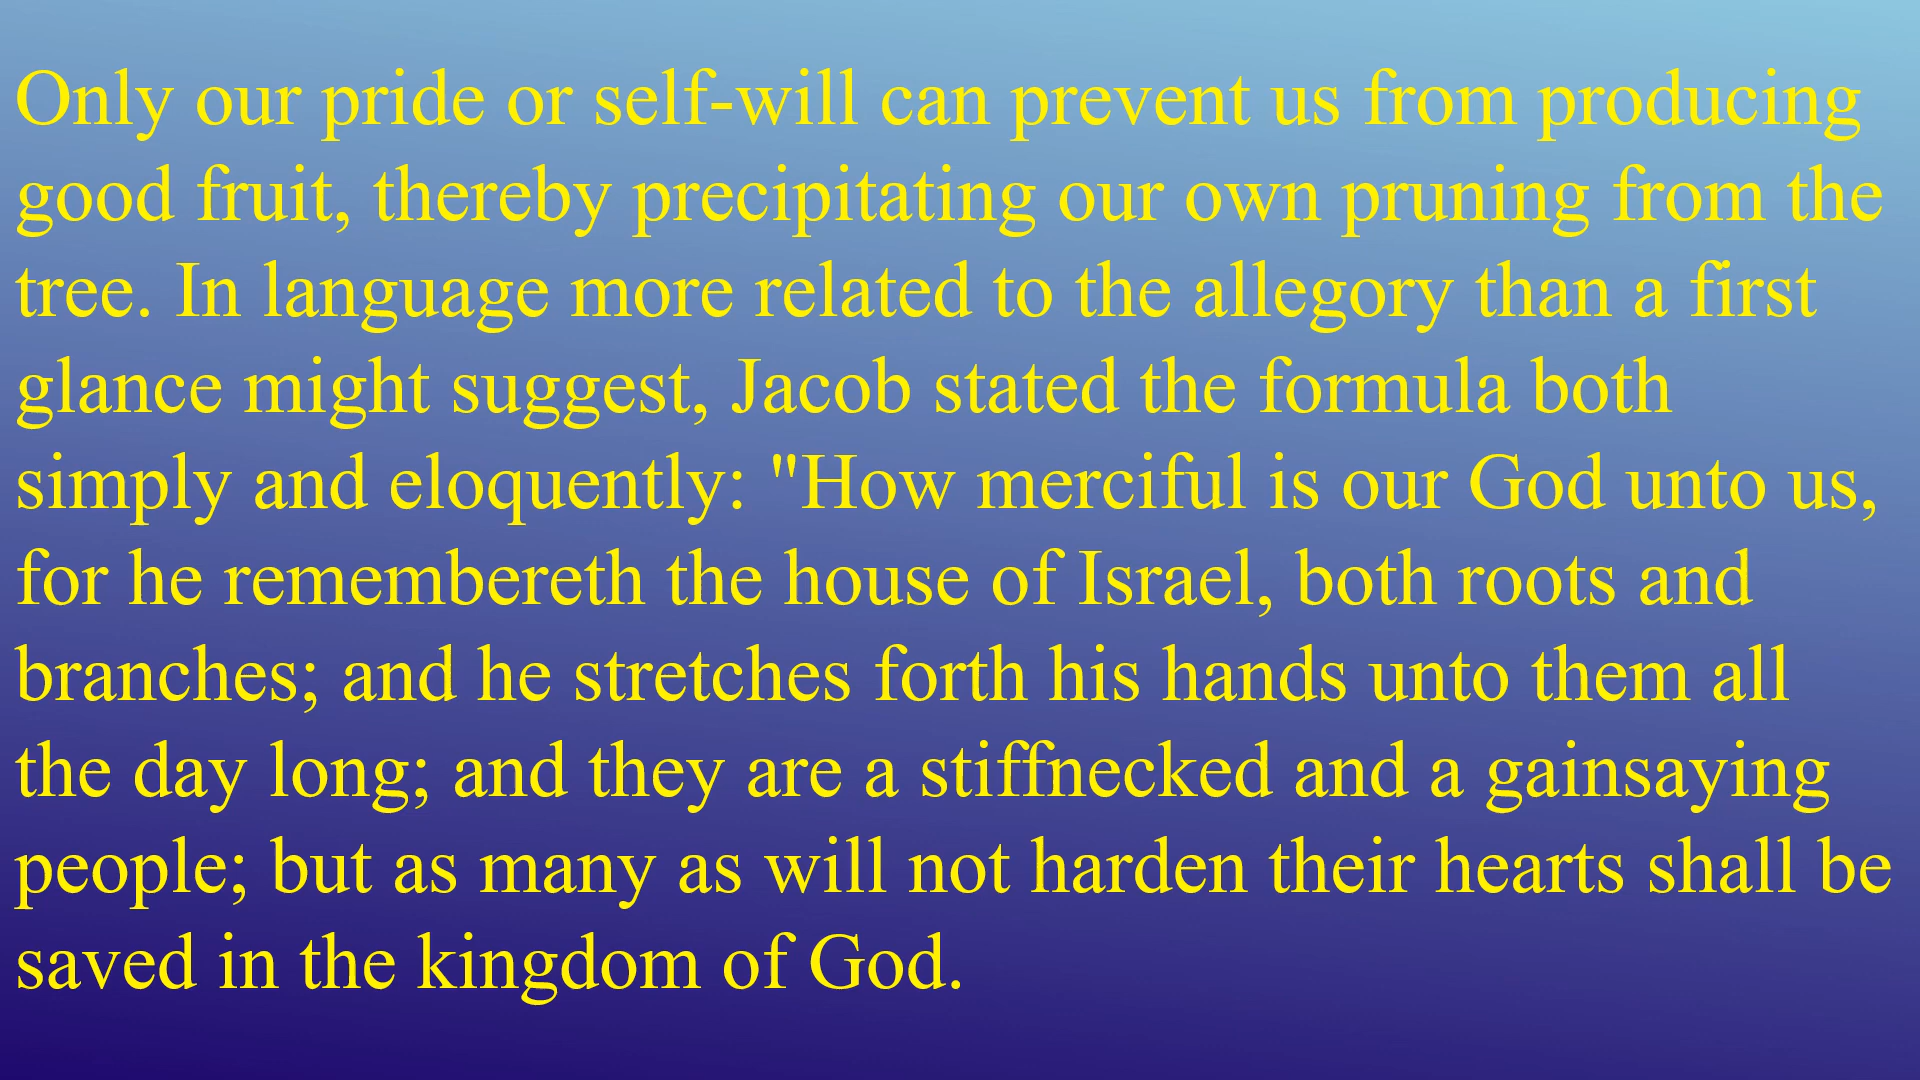 Only our pride or self-will can prevent us from producing
good fruit, thereby precipitating our own pruning from the
tree. In language more related to the allegory than a first
glance might suggest, Jacob stated the formula both
simply and eloquently: "How merciful is our God unto us,
for he remembereth the house of Israel, both roots and
branches; and he stretches forth his hands unto them all
the day long; and they are a stiffnecked and a gainsaying
people; but as many as will not harden their hearts shall be
saved in the kingdom of God.